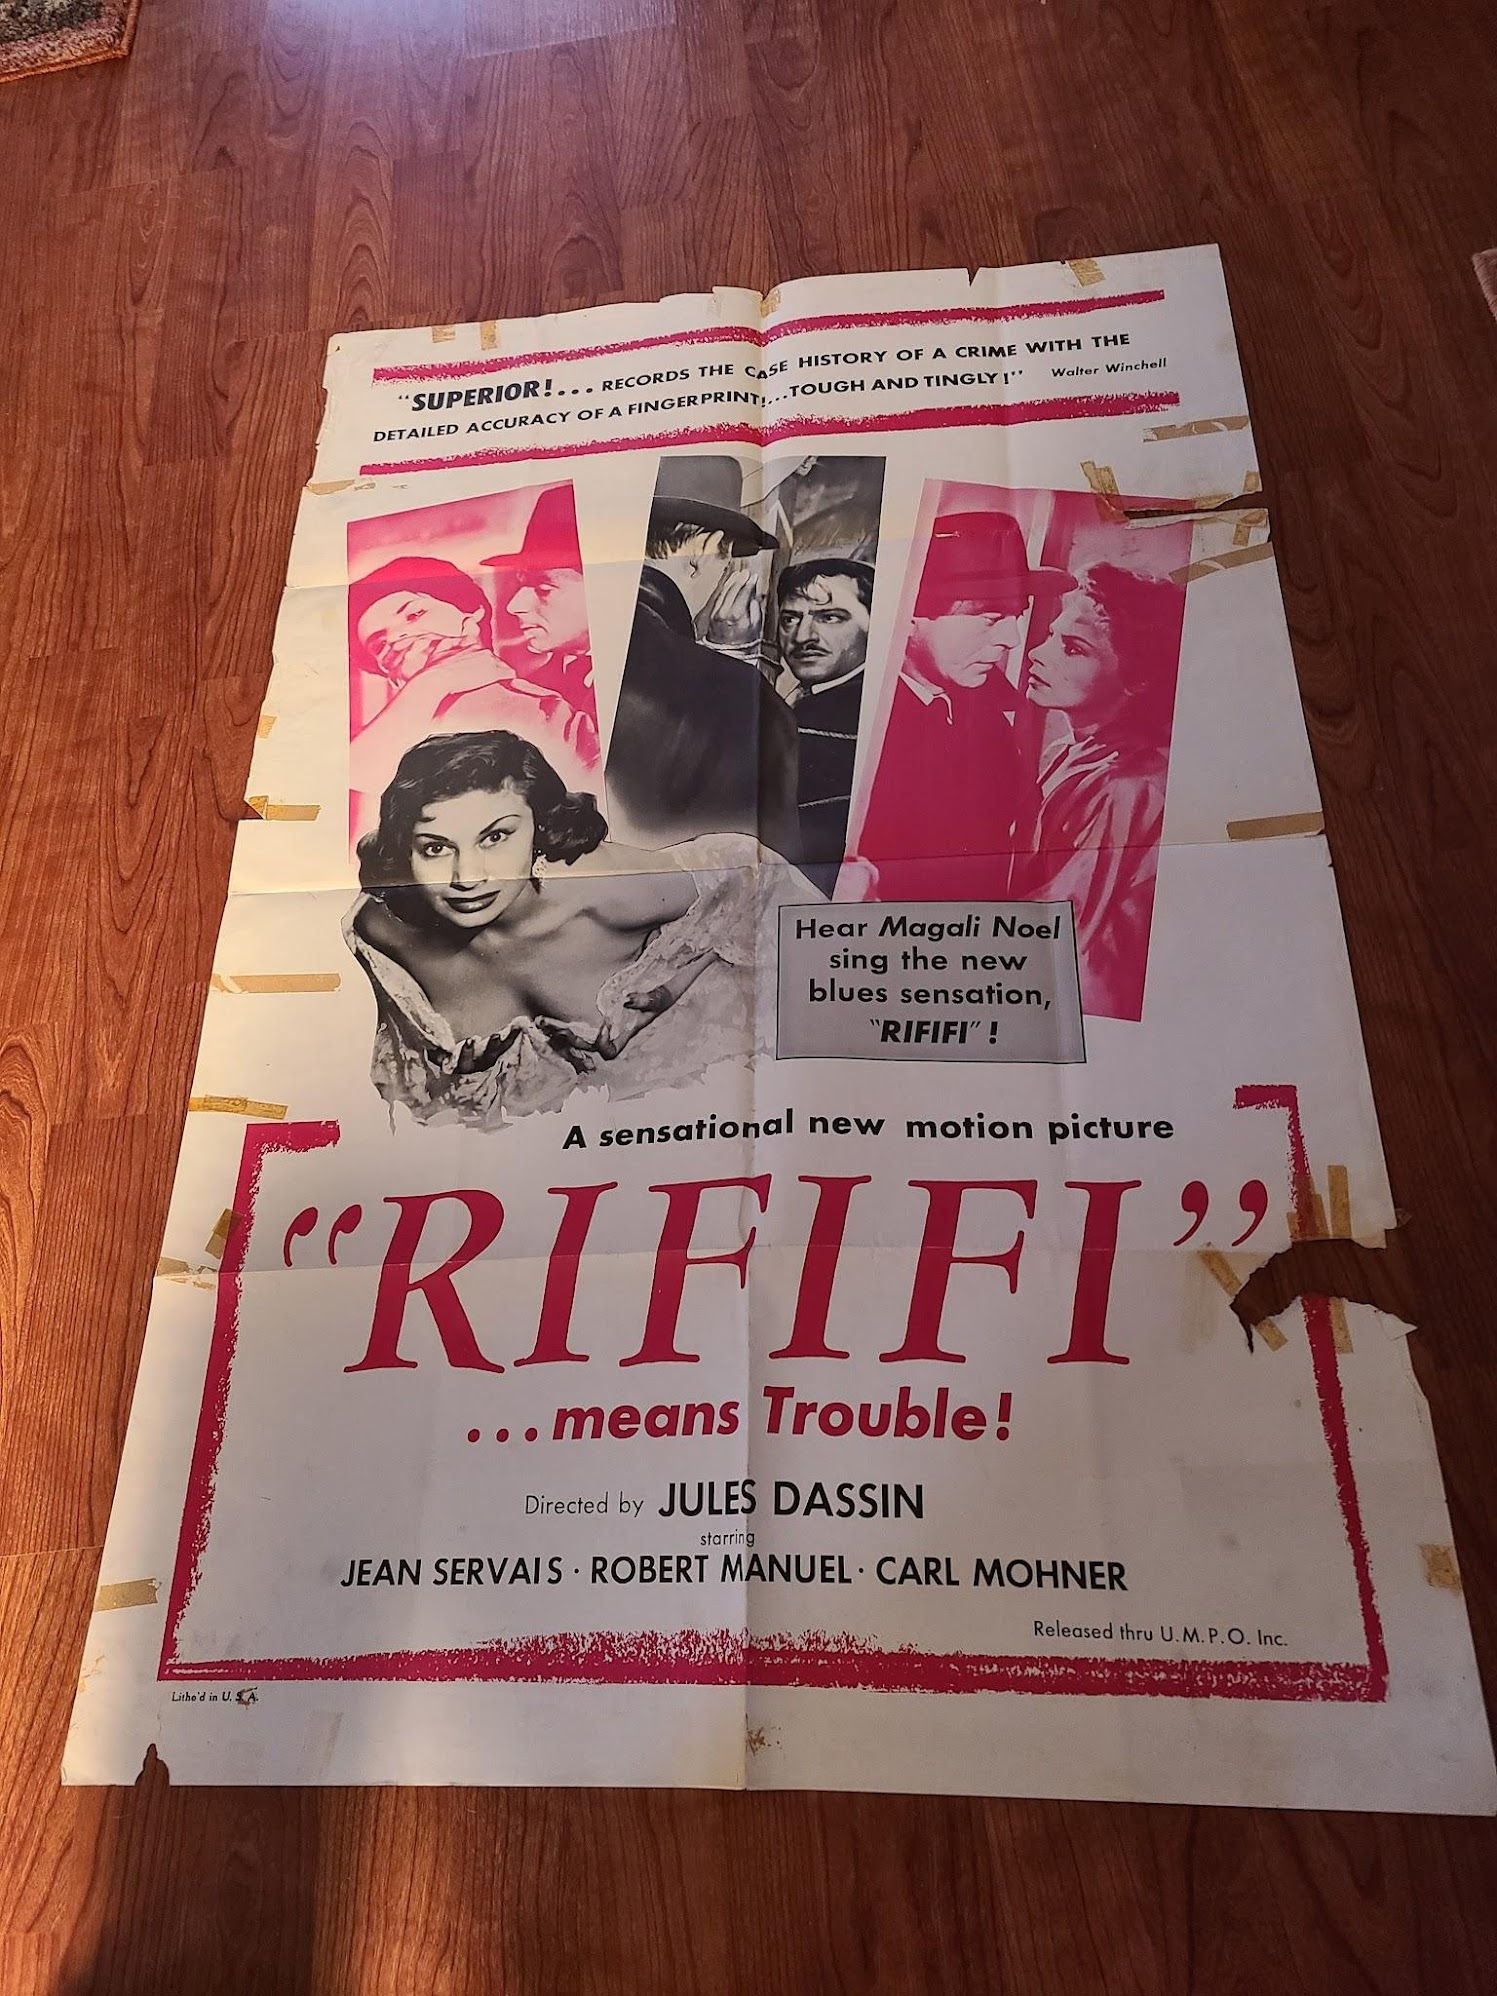 "SUPERIOR!... RECORDS THE CASE HISTORY OF A CRIME WITH THE
DETAILED ACCURACY OF A FINGERPRINT!...TOUGH AND TINGLY!" Walter Winchell
Hear Magali Noel
sing the new
blues sensation,
"RIFIFI"!
A sensational new motion picture
"RIFIFI"
...means Trouble!
Directed by JULES DASSIN
starring
JEAN SERVAIS · ROBERT MANUEL · CARL MOHNER
Released thru U.M.P.O. Inc.
Litho'd in U.S.A.